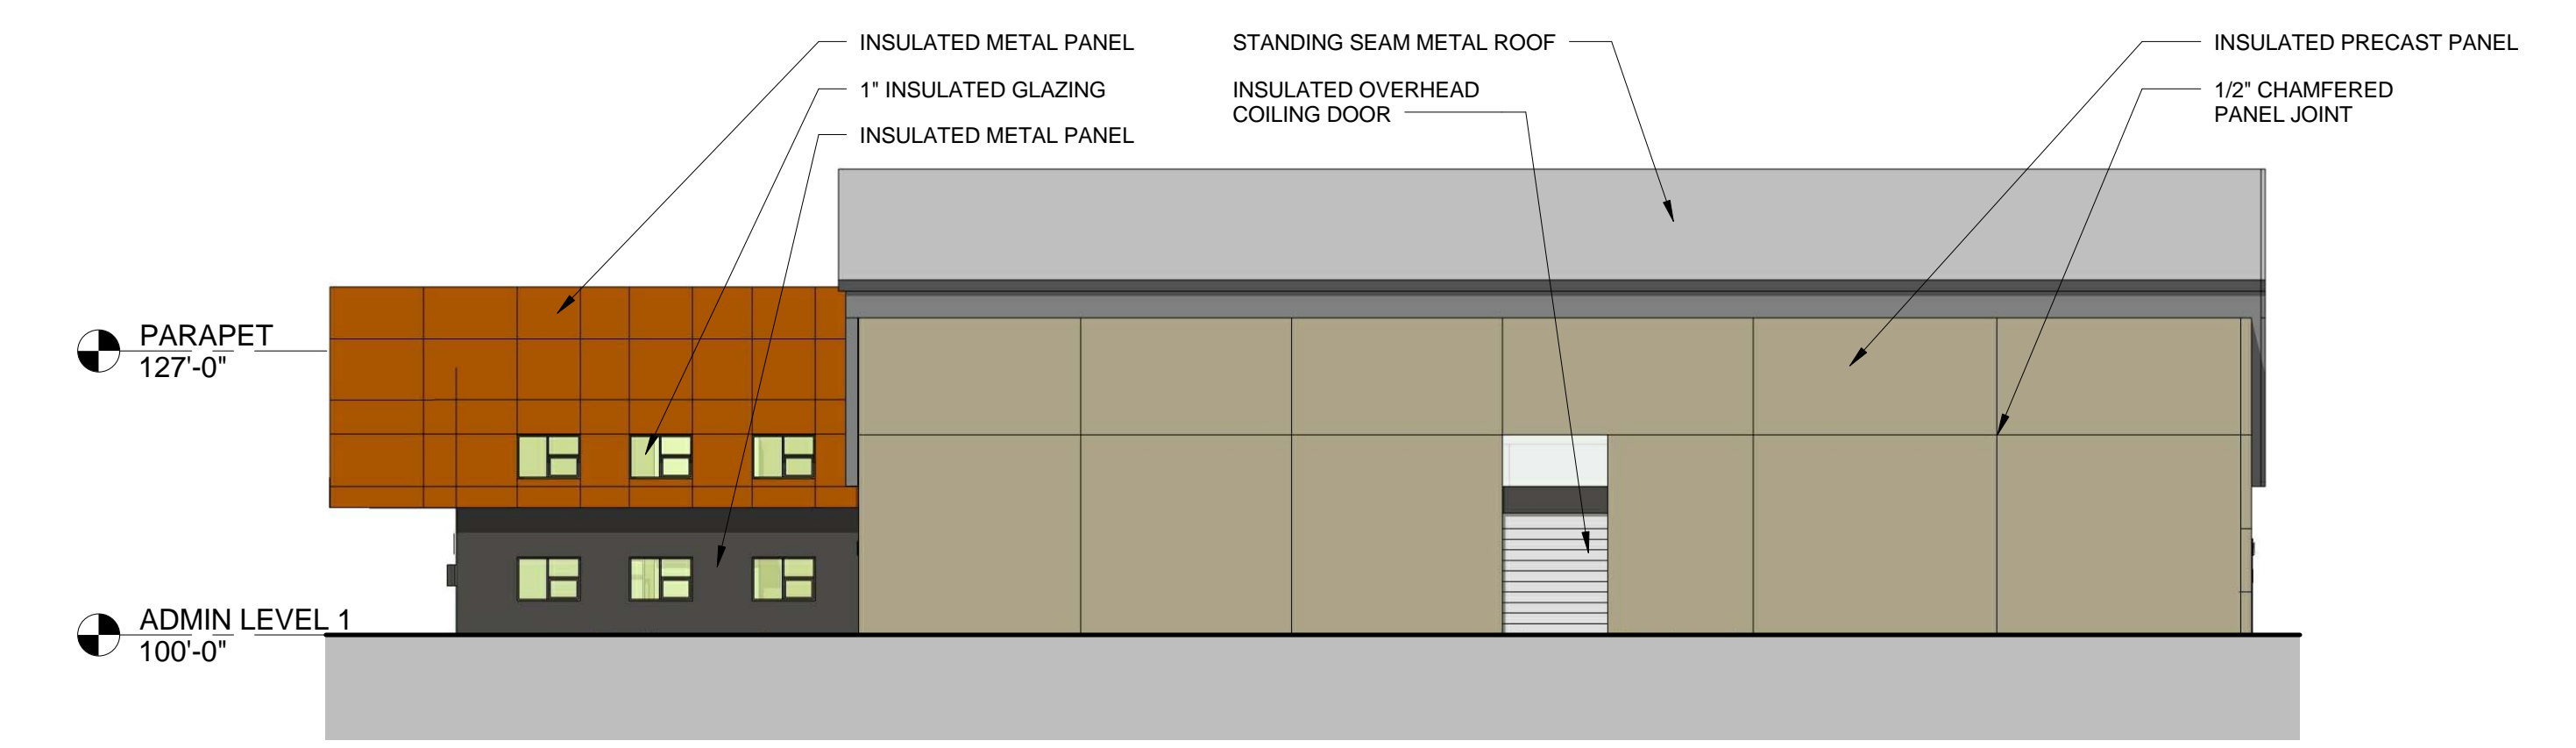 INSULATED METAL PANEL
1" INSULATED GLAZING
INSULATED METAL PANEL
STANDING SEAM METAL ROOF
INSULATED OVERHEAD
COILING DOOR
INSULATED PRECAST PANEL
1/2" CHAMFERED
PANEL JOINT
PARAPET
127'-0"
ADMIN LEVEL 1
100'-0"